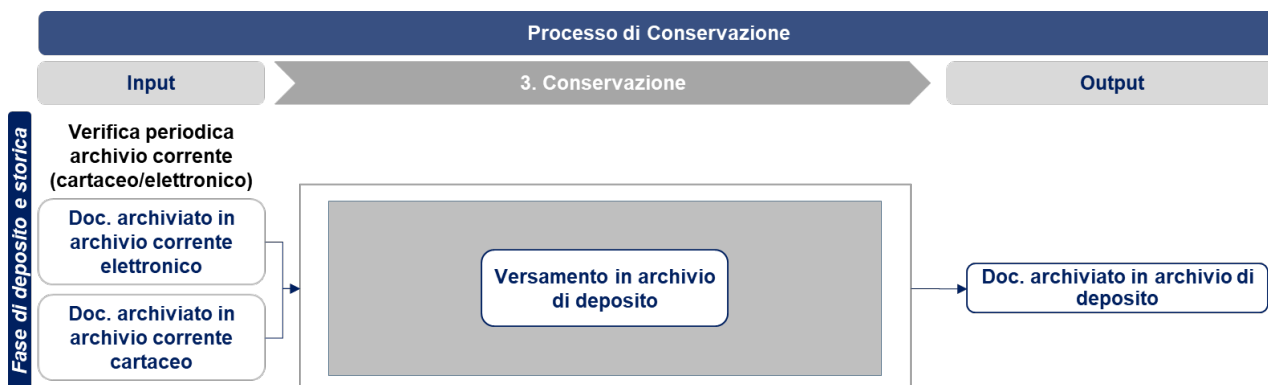 Processo di Conservazione
Input
3. Conservazione
Output
Fase di deposito e storica
Verifica periodica
archivio corrente
(cartaceo/elettronico)
Doc. archiviato in
archivio corrente
elettronico
Doc. archiviato in
archivio corrente
cartaceo
Versamento in archivio
di deposito
Doc. archiviato in archivio di
deposito